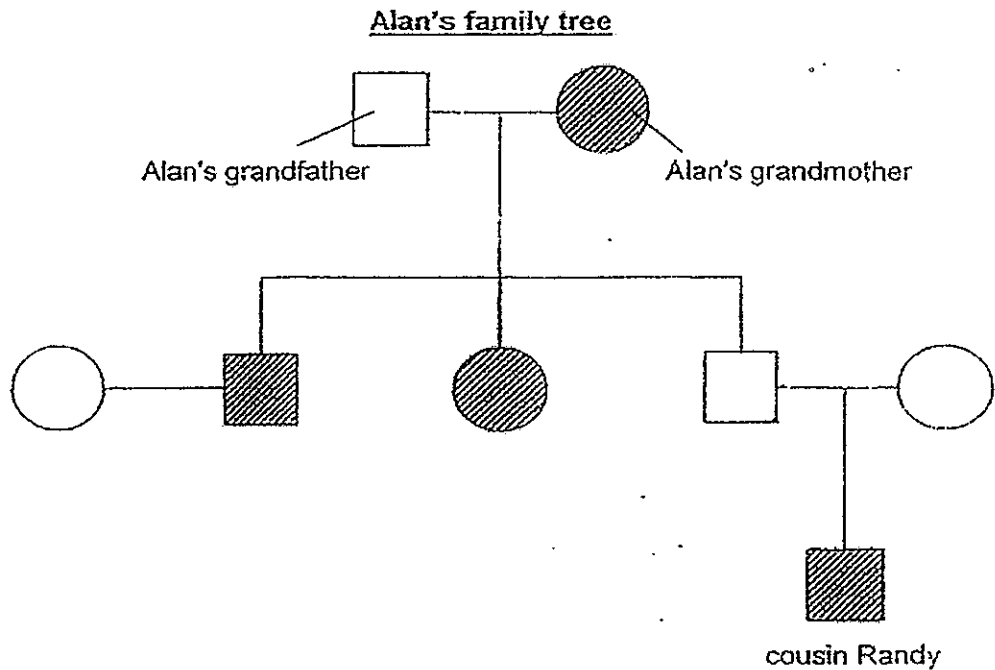 Alan's family tree
Alan's grandfather
Alan's grandmother
cousin Randy